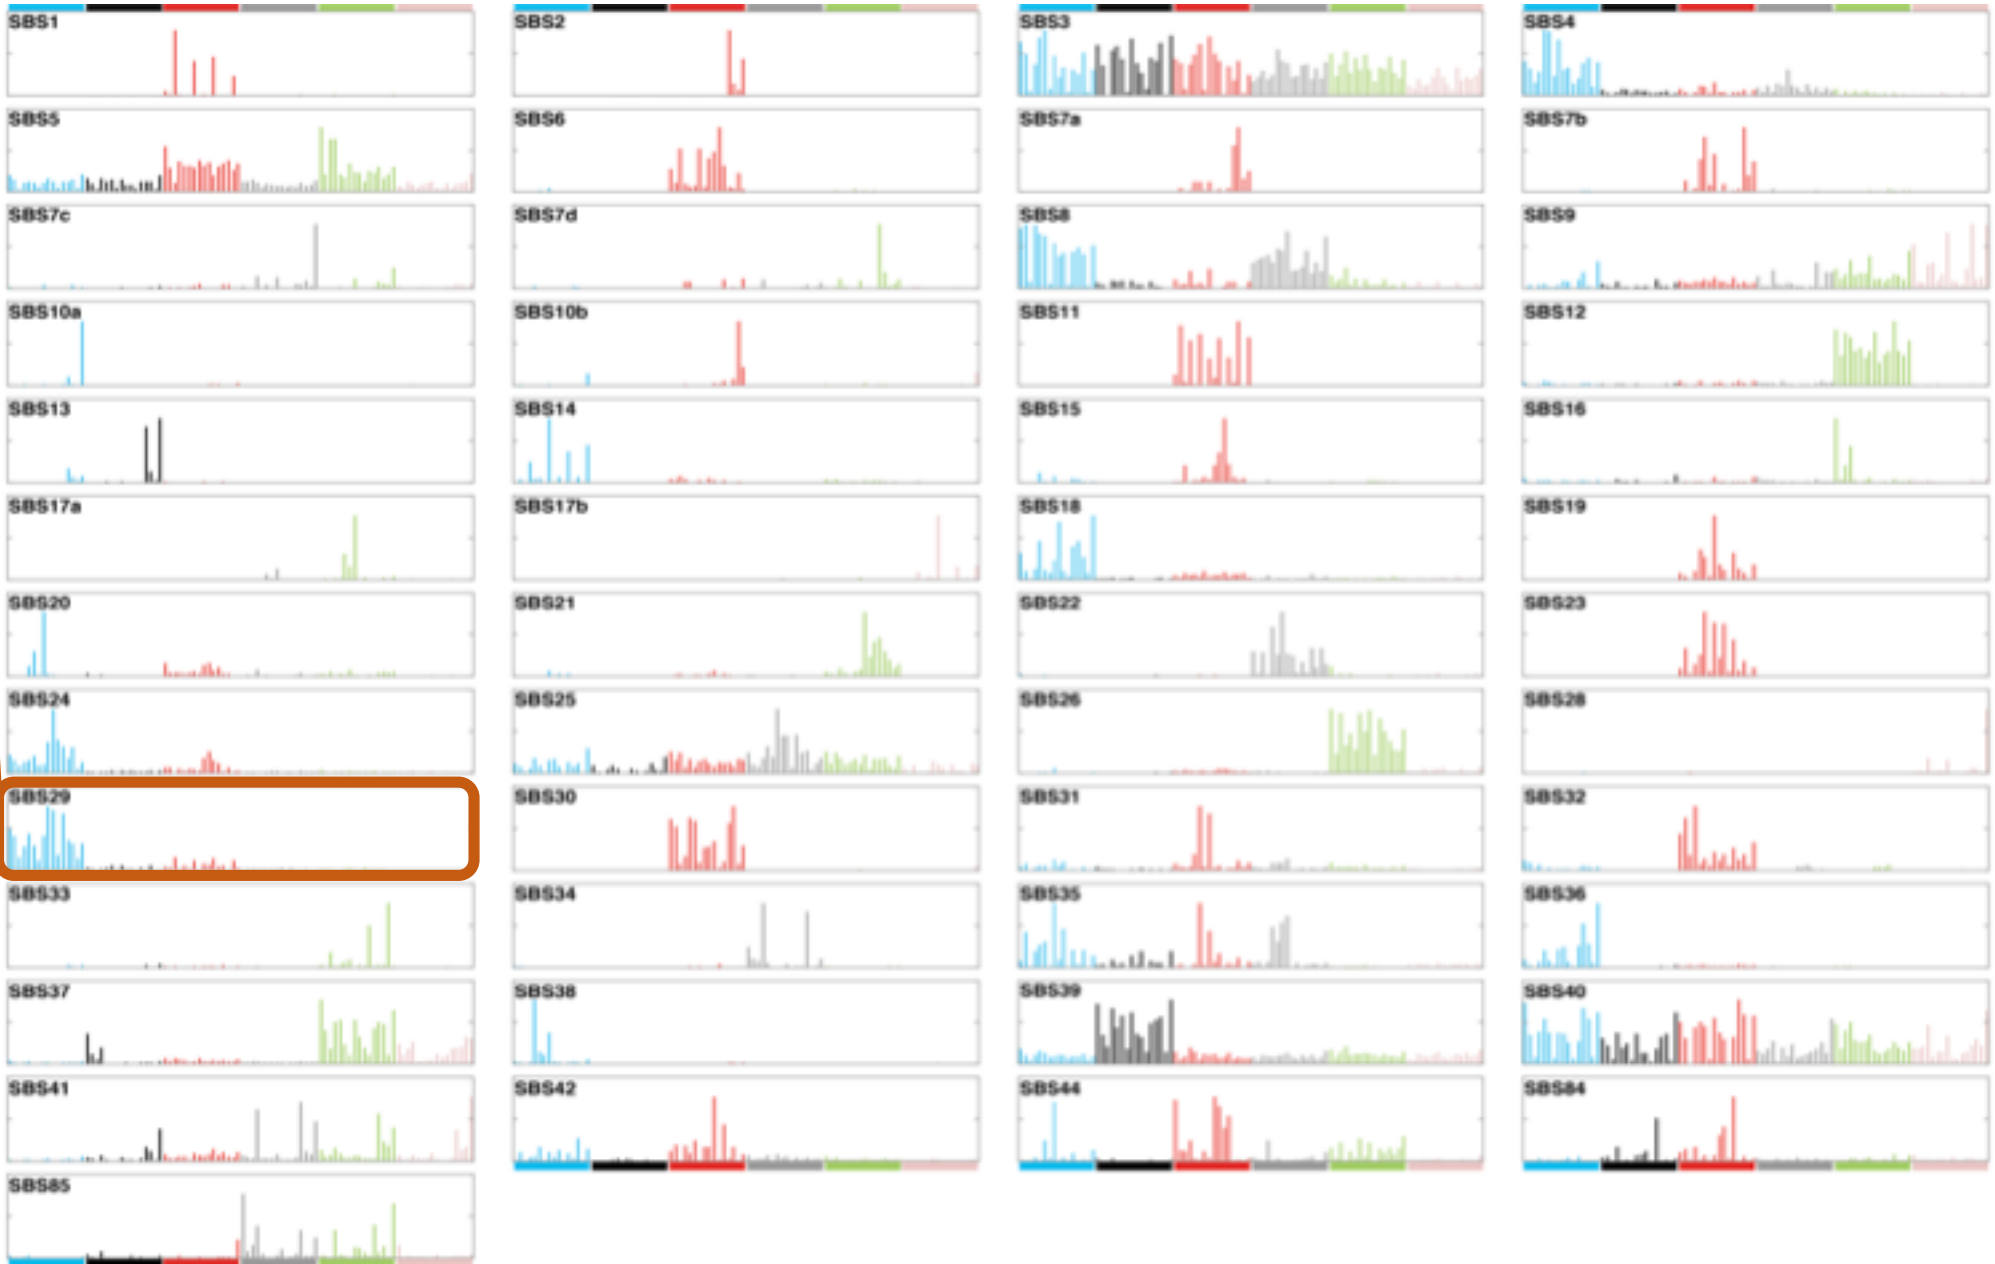 SBS1 SBS2 SBS3 SBS4
SBS5 SBS6 SBS7a SBS7b
SBS7c SBS7d SBS8 SBS9
SBS10a SBS10b SBS11 SBS12
SBS13 SBS14 SBS15 SBS16
SBS17a SBS17b SBS18 SBS19
SBS20 SBS21 SBS22 SBS23
SBS24 SBS25 SBS26 SBS28
SBS29 SBS30 SBS31 SBS32
SBS33 SBS34 SBS35 SBS36
SBS37 SBS38 SBS39 SBS40
SBS41 SBS42 SBS44 SBS84
SBS85